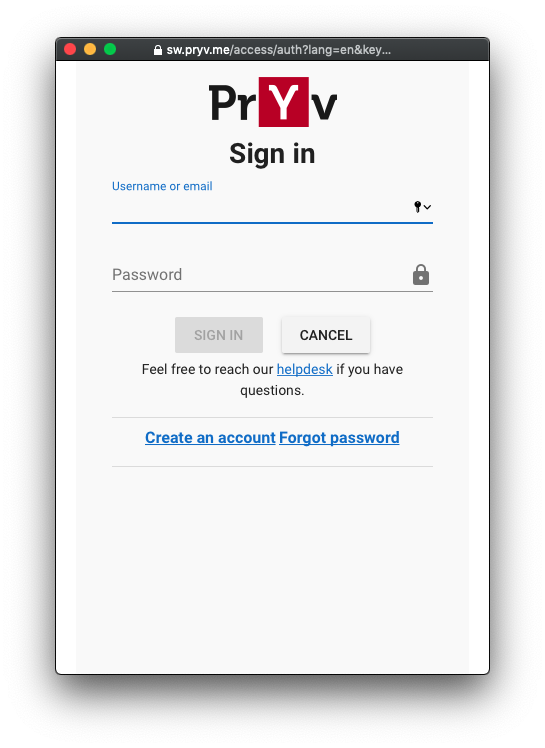 sw.pryv.me/access/auth?lang=en&key...
PrYv
Sign in
Username or email
Password
SIGN IN CANCEL
Feel free to reach our helpdesk if you have
questions.
Create an account Forgot password